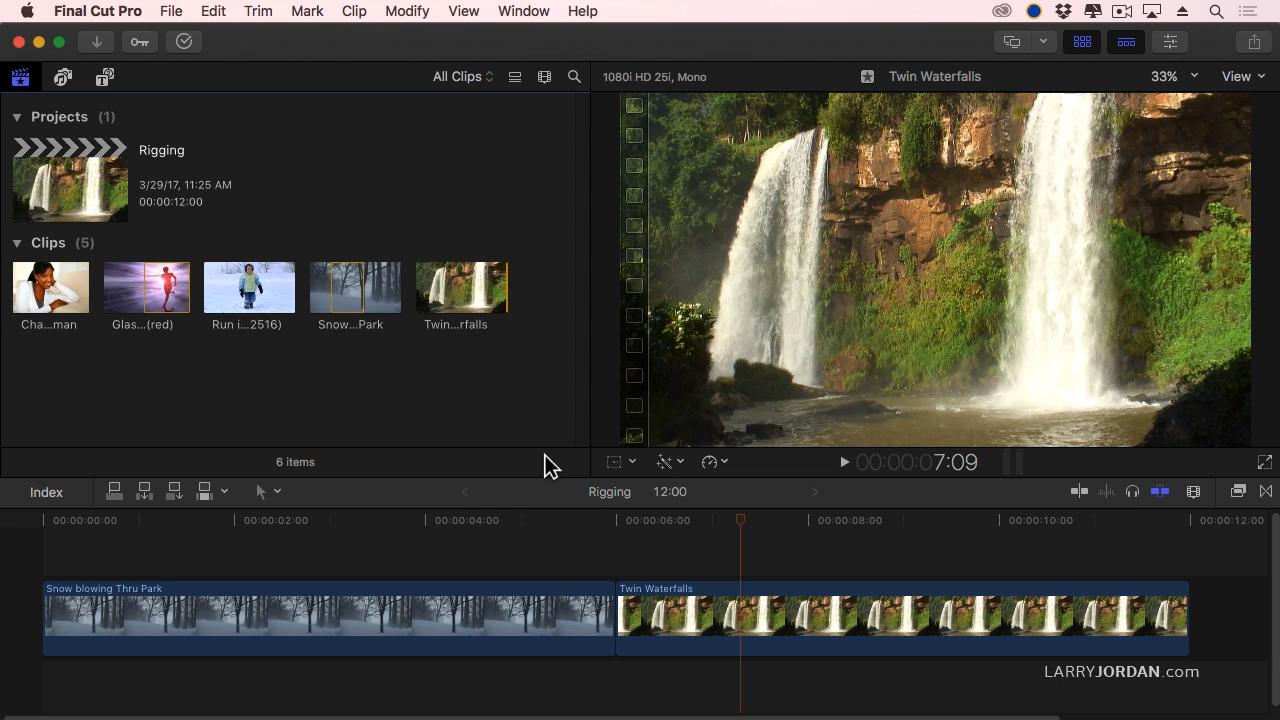 Final Cut Pro File Edit Trim Mark Clip Modify View Window Help
All Clips
1080i HD 25i, Mono
Twin Waterfalls
33%
View
Projects (1)
Rigging
3/29/17, 11:25 AM
00:00:12:00
Clips (5)
Cha...man
Glas...(red)
Run i...2516)
Snow...Park
Twin...rfalls
6 items
00:00:07:09
Index
Rigging 12:00
00:00:00:00 00:00:02:00 00:00:04:00 00:00:06:00 00:00:08:00 00:00:10:00 00:00:12:00
Snow blowing Thru Park
Twin Waterfalls
LARRYJORDAN.com